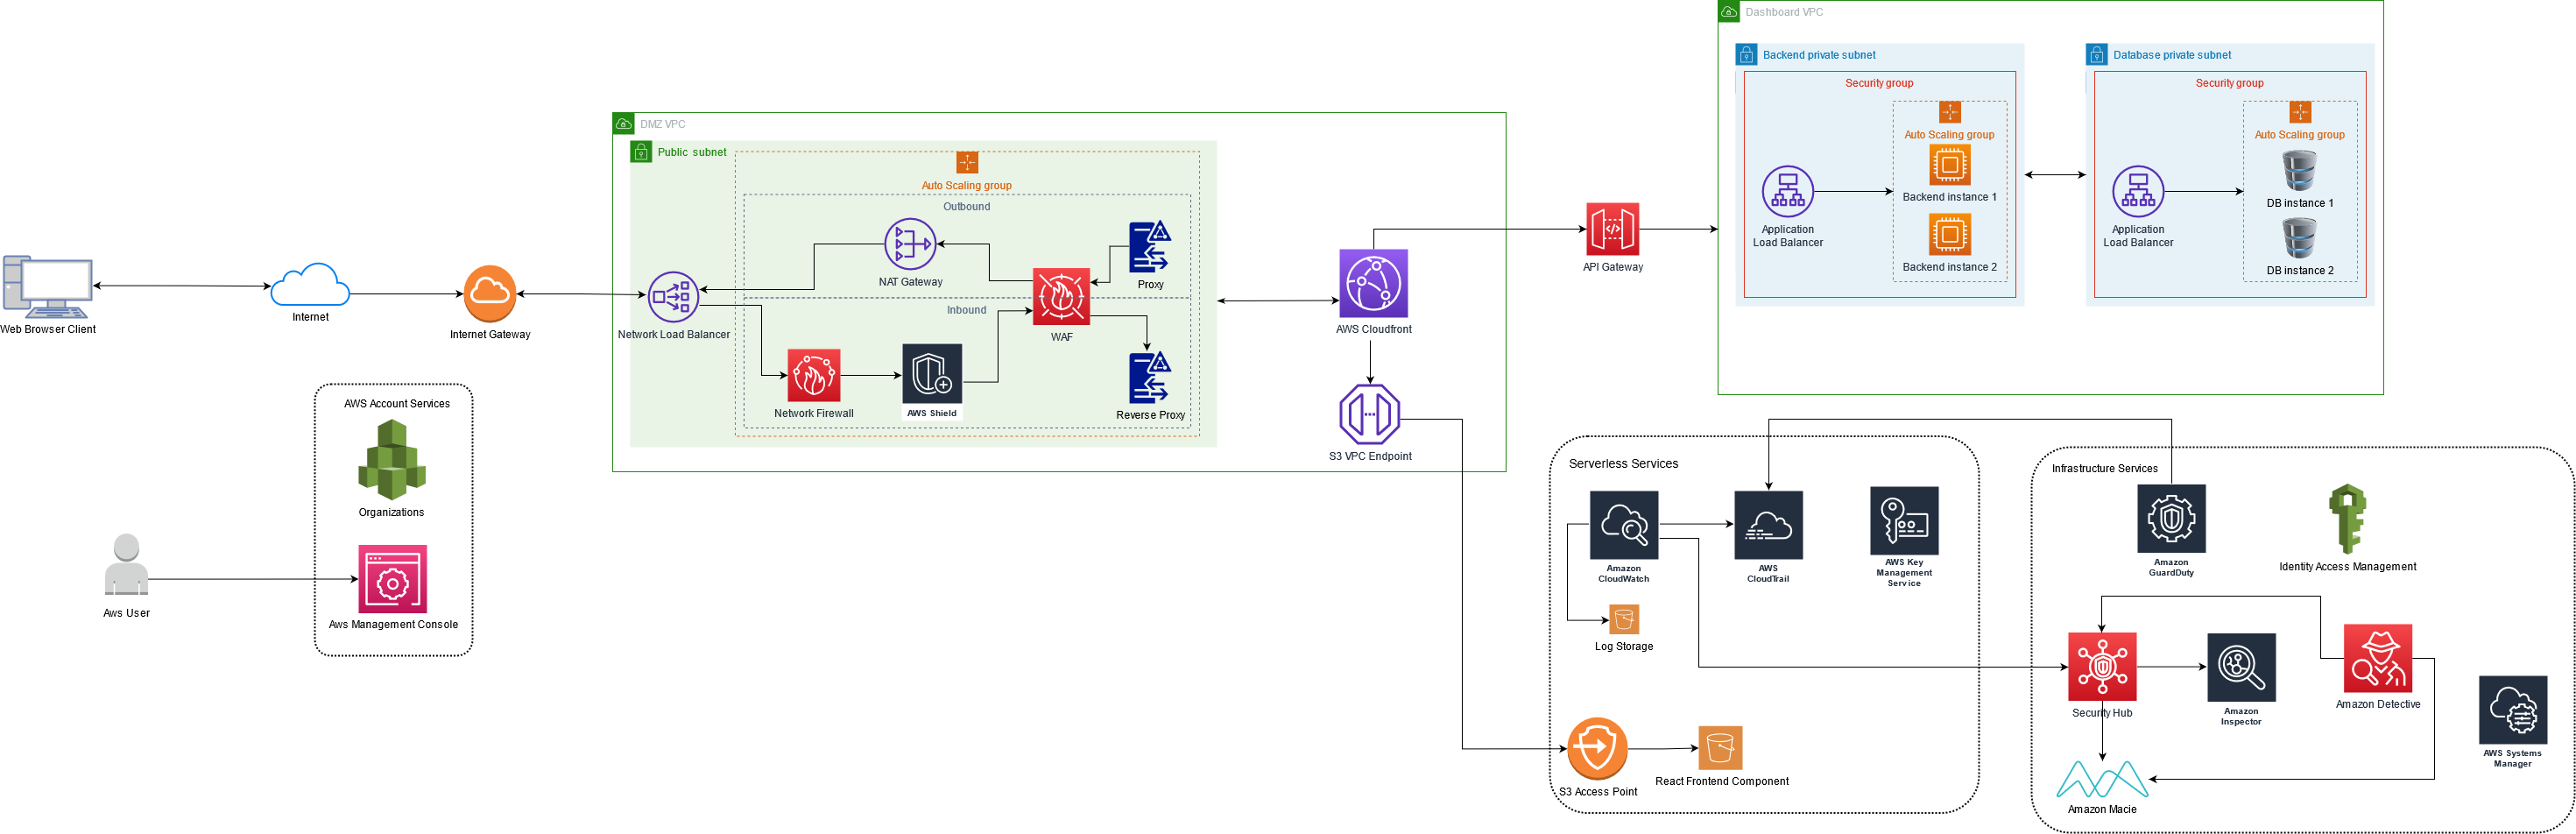 Dashboard VPC
Backend private subnet
Database private subnet
Security group
Security group
Auto Scaling group
Auto Scaling group
Backend instance 1
DB instance 1
Application
Load Balancer
Application
Load Balancer
Backend instance 2
DB instance 2
DMZ VPC
Public subnet
Auto Scaling group
Outbound
NAT Gateway
Proxy
Inbound
Network Load Balancer
WAF
Network Firewall
AWS Shield
Reverse Proxy
Web Browser Client
Internet
Internet Gateway
API Gateway
AWS Cloudfront
S3 VPC Endpoint
AWS Account Services
Organizations
Aws User
Aws Management Console
Serverless Services
Amazon
CloudWatch
AWS
CloudTrail
AWS Key
Management
Service
Log Storage
S3 Access Point
React Frontend Component
Infrastructure Services
Amazon
GuardDuty
Identity Access Management
Security Hub
Amazon
Inspector
Amazon Detective
AWS Systems
Manager
Amazon Macie